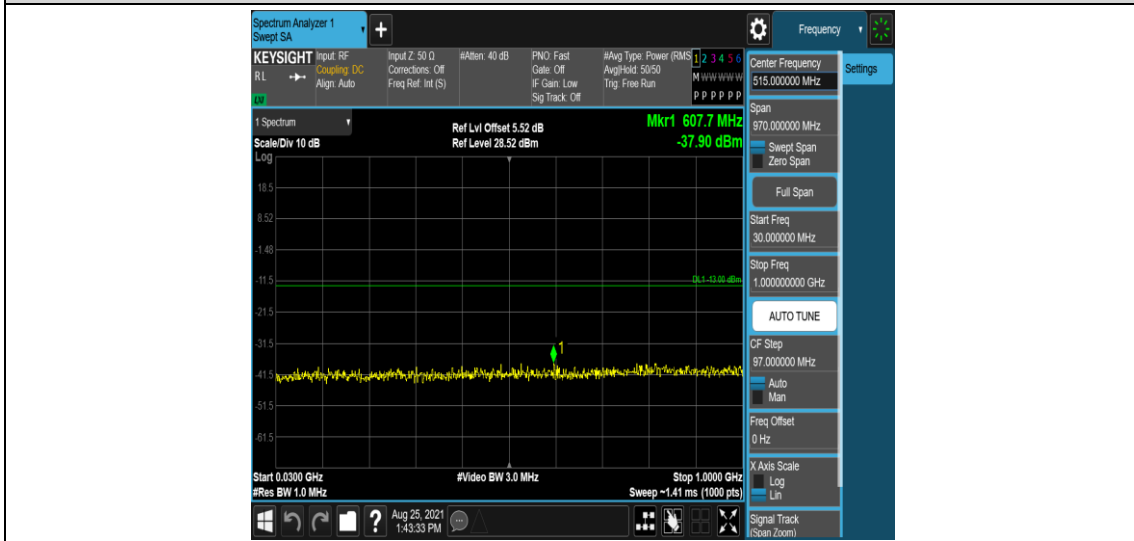 Spectrum Analyzer 1
Swept SA
+
Frequency
KEYSIGHT
RL
Input: RF
Coupling: DC
Align: Auto
Input Z: 50 Ω
Corrections: Off
Freq Ref: Int (S)
#Atten: 40 dB
PNO: Fast
Gate: Off
IF Gain: Low
Sig Track: Off
#Avg Type: Power (RMS
Avg|Hold: 50/50
Trig: Free Run
1 2 3 4 5 6
M W W W W W
P P P P P P
1 Spectrum
Scale/Div 10 dB
Log
Ref Lvl Offset 5.52 dB
Ref Level 28.52 dBm
Mkr1 607.7 MHz
-37.90 dBm
18.5
8.52
-1.48
-11.5
DL1 -13.00 dBm
-21.5
-31.5
1
-41.5
-51.5
-61.5
Start 0.0300 GHz
#Res BW 1.0 MHz
#Video BW 3.0 MHz
Stop 1.0000 GHz
Sweep ~1.41 ms (1000 pts)
?
Aug 25, 2021
1:43:33 PM
Center Frequency
515.000000 MHz
Settings
Span
970.000000 MHz
Swept Span
Zero Span
Full Span
Start Freq
30.000000 MHz
Stop Freq
1.000000000 GHz
AUTO TUNE
CF Step
97.000000 MHz
Auto
Man
Freq Offset
0 Hz
X Axis Scale
Log
Lin
Signal Track
(Span Zoom)